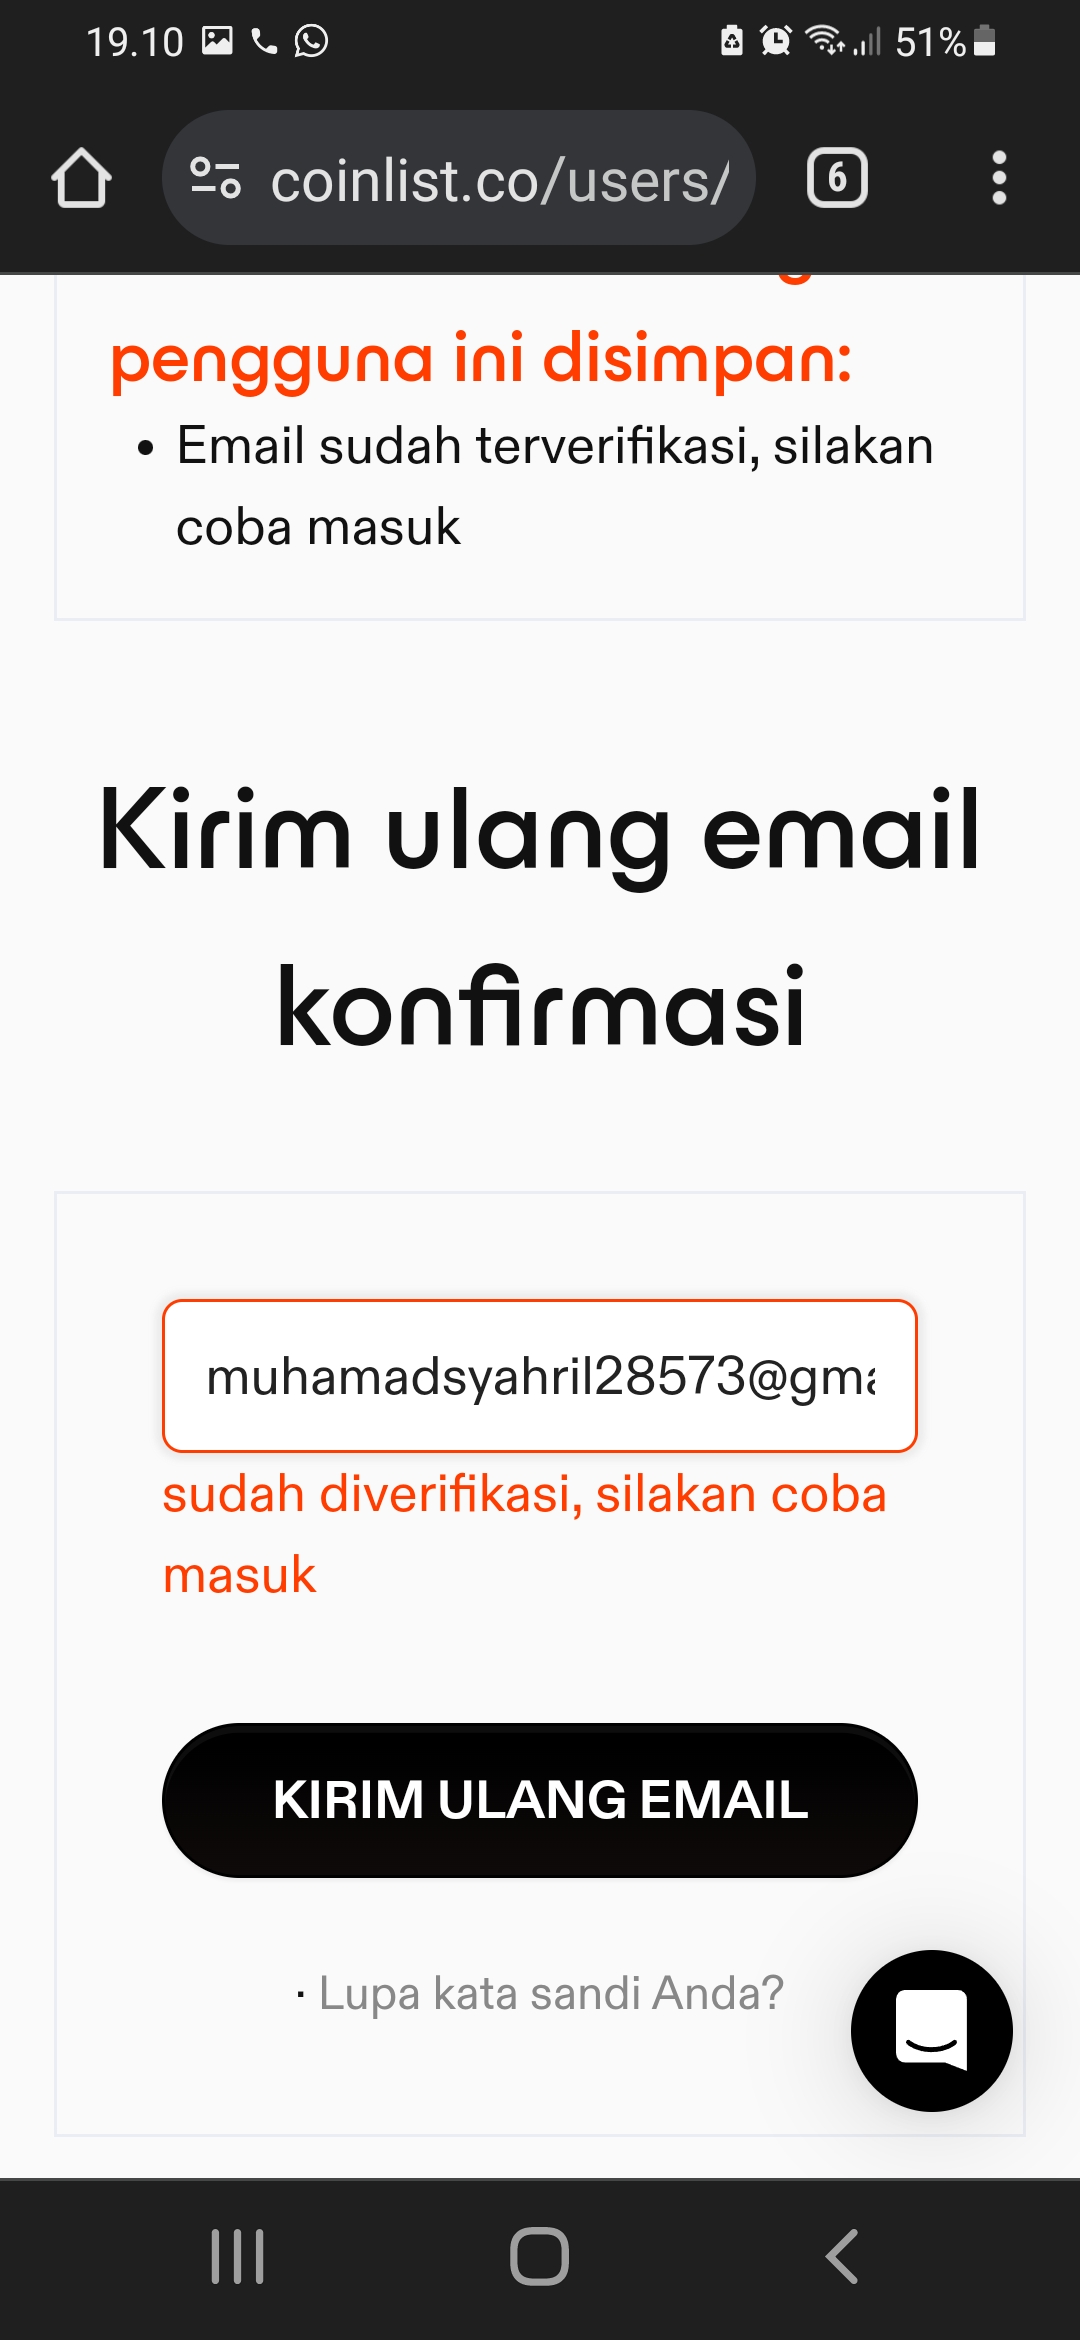 19.10
51%
coinlist.co/users/
6
pengguna ini disimpan:
• Email sudah terverifikasi, silakan
coba masuk
Kirim ulang email
konfirmasi
muhamadsyahril28573@gma
sudah diverifikasi, silakan coba
masuk
KIRIM ULANG EMAIL
· Lupa kata sandi Anda?